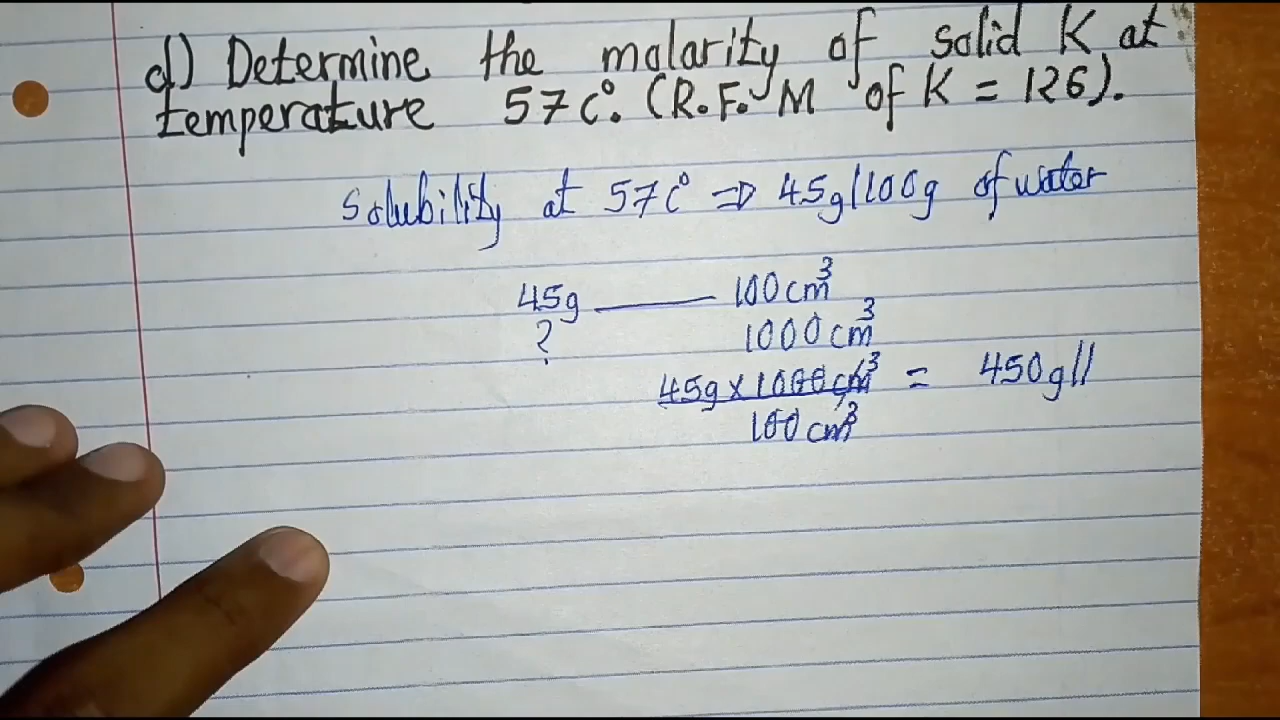 d) Determine the molarity of solid K at
temperature 57c°. (R.F.M of K = 126).
Solubility at 57c° => 45g/100g of water
45g —— 100cm³
? 1000cm³
45g x 1000cm³ = 450g//
100cm³